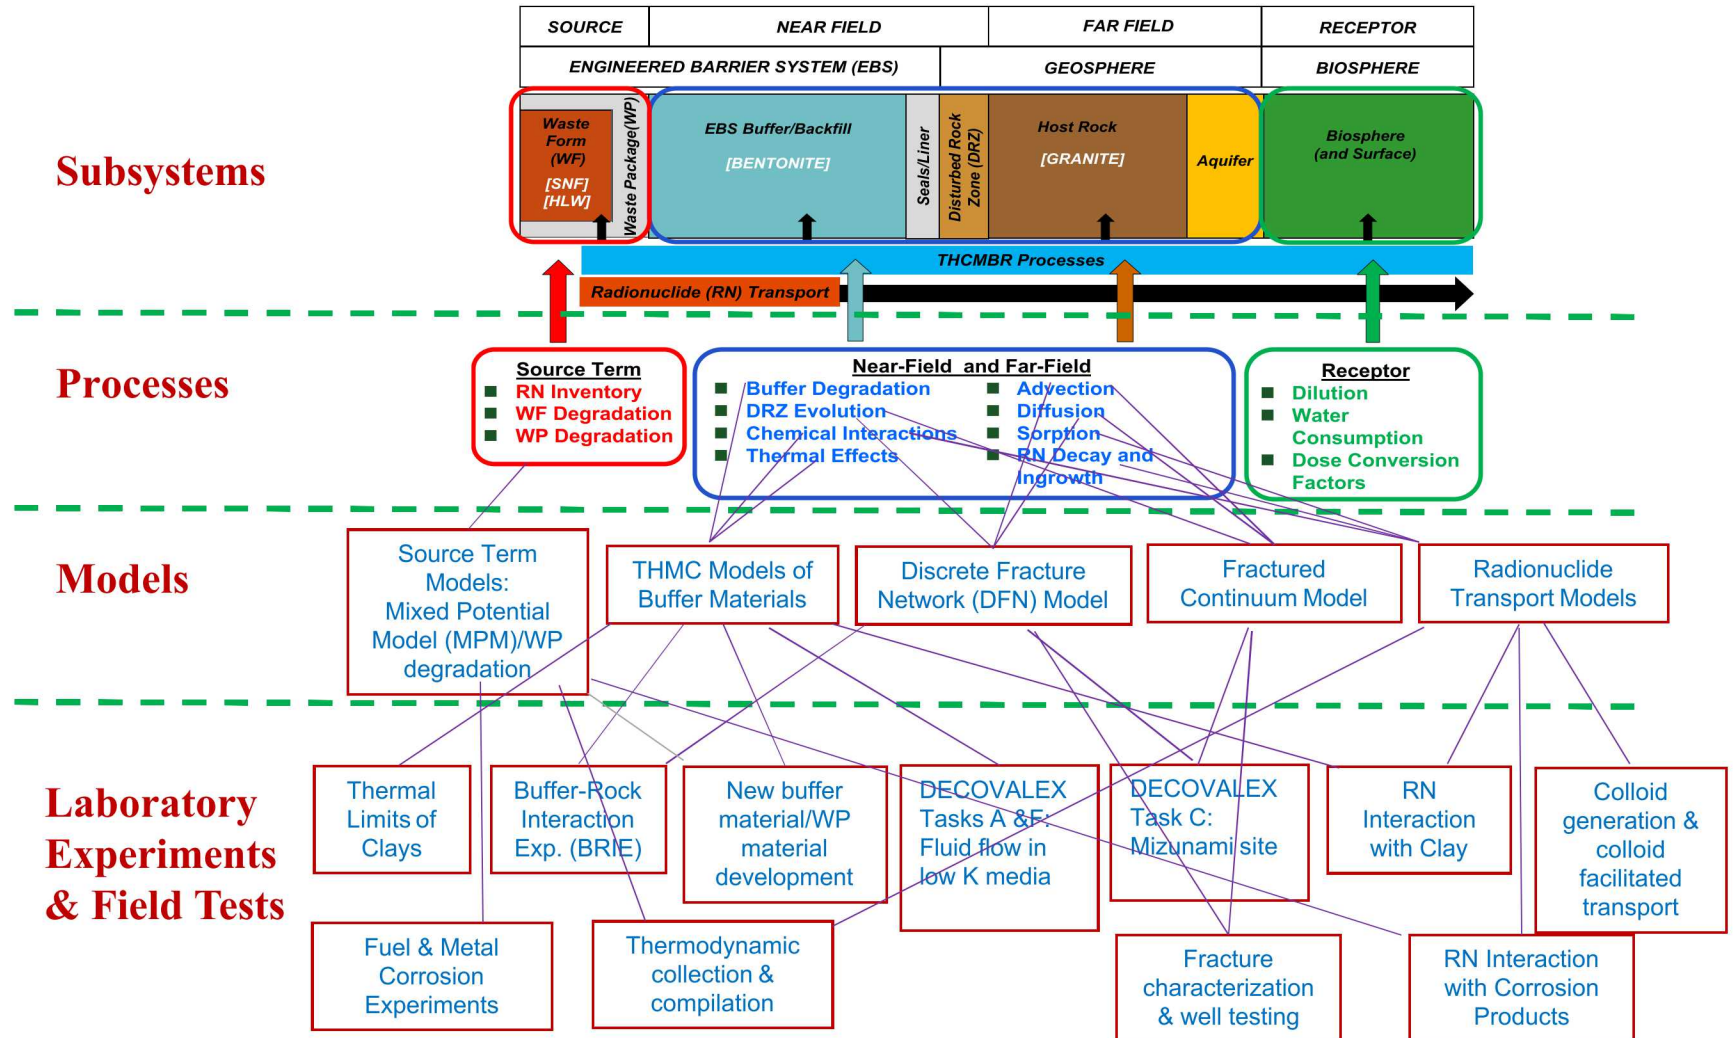 SOURCE
NEAR FIELD
FAR FIELD
RECEPTOR
ENGINEERED BARRIER SYSTEM (EBS)
GEOSPHERE
BIOSPHERE
Subsystems
Waste
Form
(WF)
[SNF]
[HLW]
Waste Package(WP)
EBS Buffer/Backfill
[BENTONITE]
Seals/Liner
Disturbed Rock
Zone (DRZ)
Host Rock
[GRANITE]
Aquifer
Biosphere
(and Surface)
THCMBR Processes
Radionuclide (RN) Transport
Processes
Source Term
RN Inventory
WF Degradation
WP Degradation
Near-Field and Far-Field
Buffer Degradation
DRZ Evolution
Chemical Interactions
Thermal Effects
Advection
Diffusion
Sorption
RN Decay and
Ingrowth
Receptor
Dilution
Water
Consumption
Dose Conversion
Factors
Models
Source Term
Models:
Mixed Potential
Model (MPM)/WP
degradation
THMC Models of
Buffer Materials
Discrete Fracture
Network (DFN) Model
Fractured
Continuum Model
Radionuclide
Transport Models
Laboratory
Experiments
& Field Tests
Thermal
Limits of
Clays
Buffer-Rock
Interaction
Exp. (BRIE)
New buffer
material/WP
material
development
DECOVALEX
Tasks A &F:
Fluid flow in
low K media
DECOVALEX
Task C:
Mizunami site
RN
Interaction
with Clay
Colloid
generation &
colloid
facilitated
transport
Fuel & Metal
Corrosion
Experiments
Thermodynamic
collection &
compilation
Fracture
characterization
& well testing
RN Interaction
with Corrosion
Products